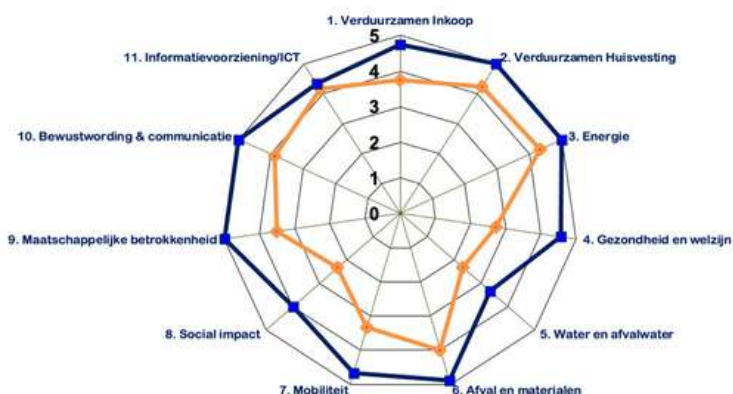 1. Verduurzamen Inkoop
2. Verduurzamen Huisvesting
3. Energie
4. Gezondheid en welzijn
5. Water en afvalwater
6. Afval en materialen
7. Mobiliteit
8. Social impact
9. Maatschappelijke betrokkenheid
10. Bewustwording & communicatie
11. Informatievoorziening/ICT
5
4
3
2
1
0